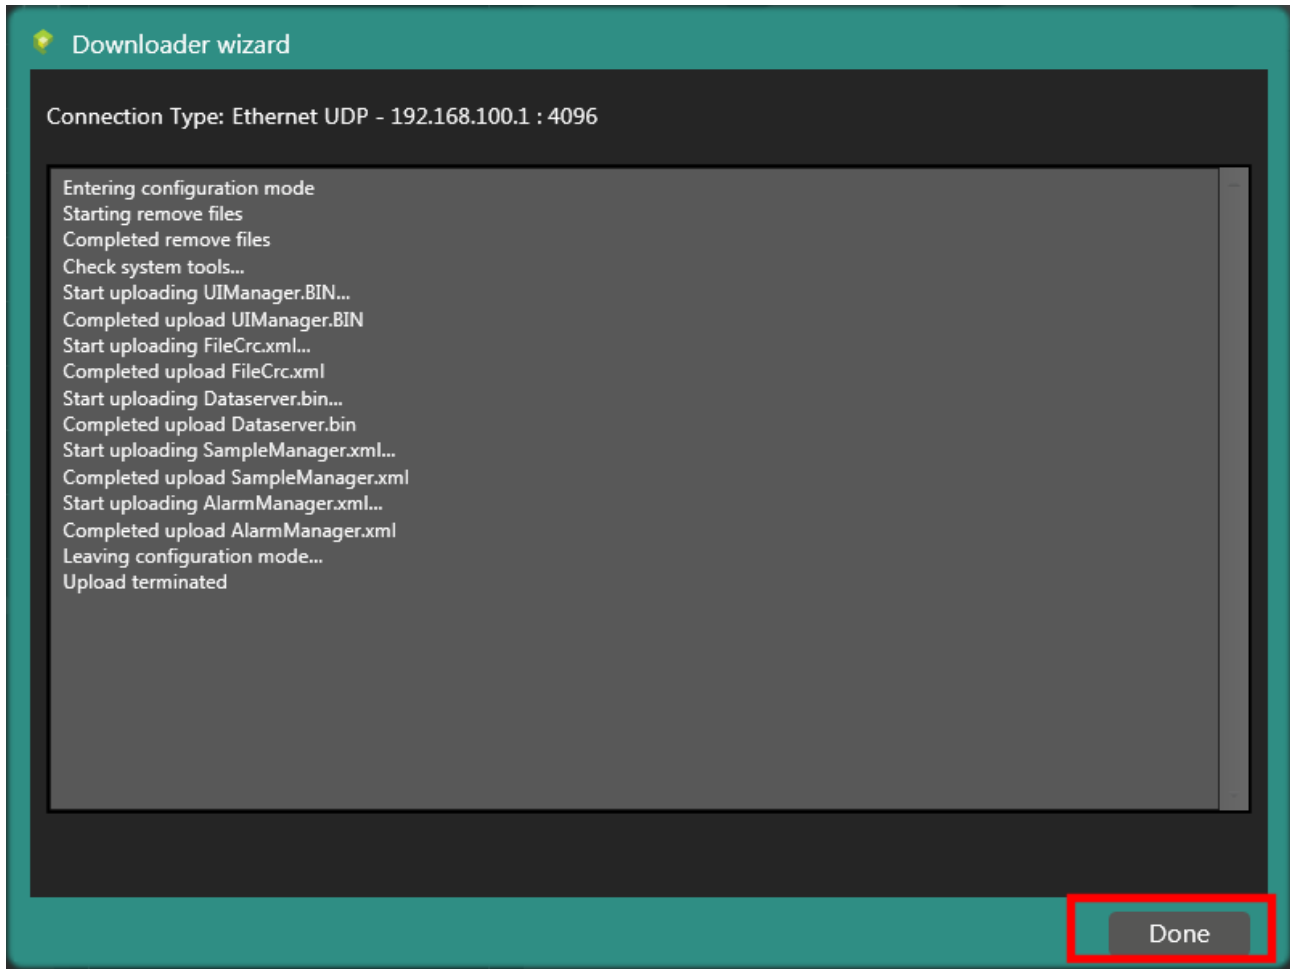 Downloader wizard
Connection Type: Ethernet UDP - 192.168.100.1 : 4096
Entering configuration mode
Starting remove files
Completed remove files
Check system tools...
Start uploading UIManager.BIN...
Completed upload UIManager.BIN
Start uploading FileCrc.xml...
Completed upload FileCrc.xml
Start uploading Dataserver.bin...
Completed upload Dataserver.bin
Start uploading SampleManager.xml...
Completed upload SampleManager.xml
Start uploading AlarmManager.xml...
Completed upload AlarmManager.xml
Leaving configuration mode...
Upload terminated
Done